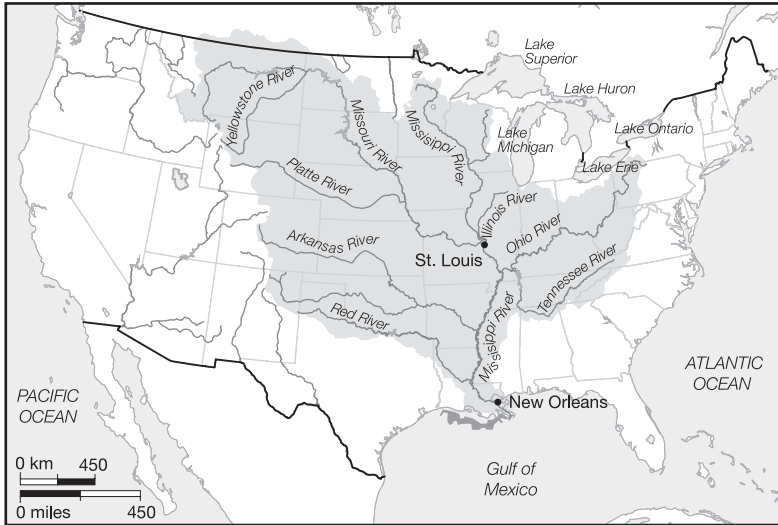 Lake
Superior
Lake Huron
Lake Ontario
Lake
Michigan
Lake Erie
Yellowstone River
Missouri River
Missisippi River
Platte River
Illinois River
Ohio River
St. Louis
Arkansas River
Tennessee River
Red River
Mississippi River
New Orleans
PACIFIC
OCEAN
ATLANTIC
OCEAN
Gulf of
Mexico
0 km 450
0 miles 450